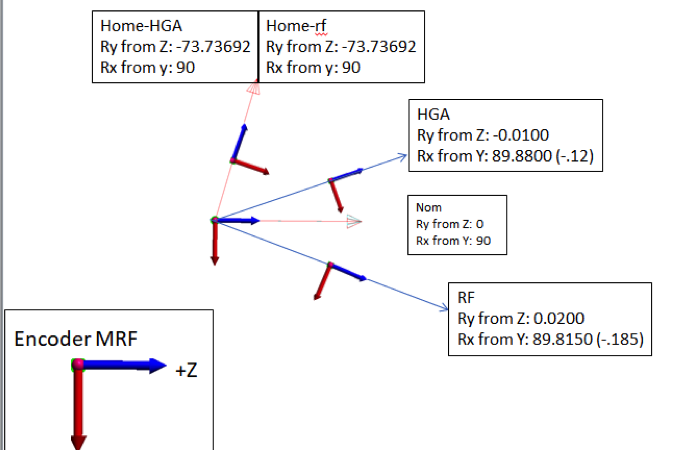 Home-HGA
Ry from Z: -73.73692
Rx from y: 90
Home-rf
Ry from Z: -73.73692
Rx from y: 90
HGA
Ry from Z: -0.0100
Rx from Y: 89.8800 (-.12)
Nom
Ry from Z: 0
Rx from Y: 90
RF
Ry from Z: 0.0200
Rx from Y: 89.8150 (-.185)
Encoder MRF
+Z